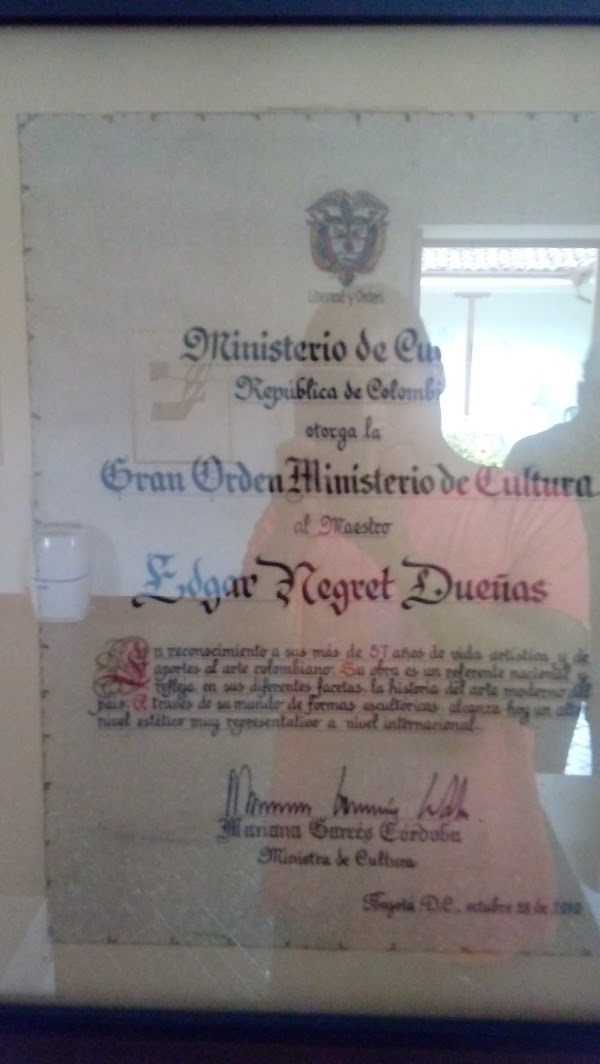 Libertad y Orden
Ministerio de Cu
República de Colombi
otorga la
Gran Orden Ministerio de Cultura
al Maestro
Edgar Negret Dueñas
En reconocimiento a sus más de 57 años de vida artística y de
aportes al arte colombiano. Su obra es un referente nacional y
refleja, en sus diferentes facetas, la historia del arte moderno del
país. A través de su mundo de formas escultóricas, alcanza hoy un alto
nivel estético muy representativo a nivel internacional.
Mariana Garcés Córdoba
Ministra de Cultura
Bogotá D.C., octubre de 2010